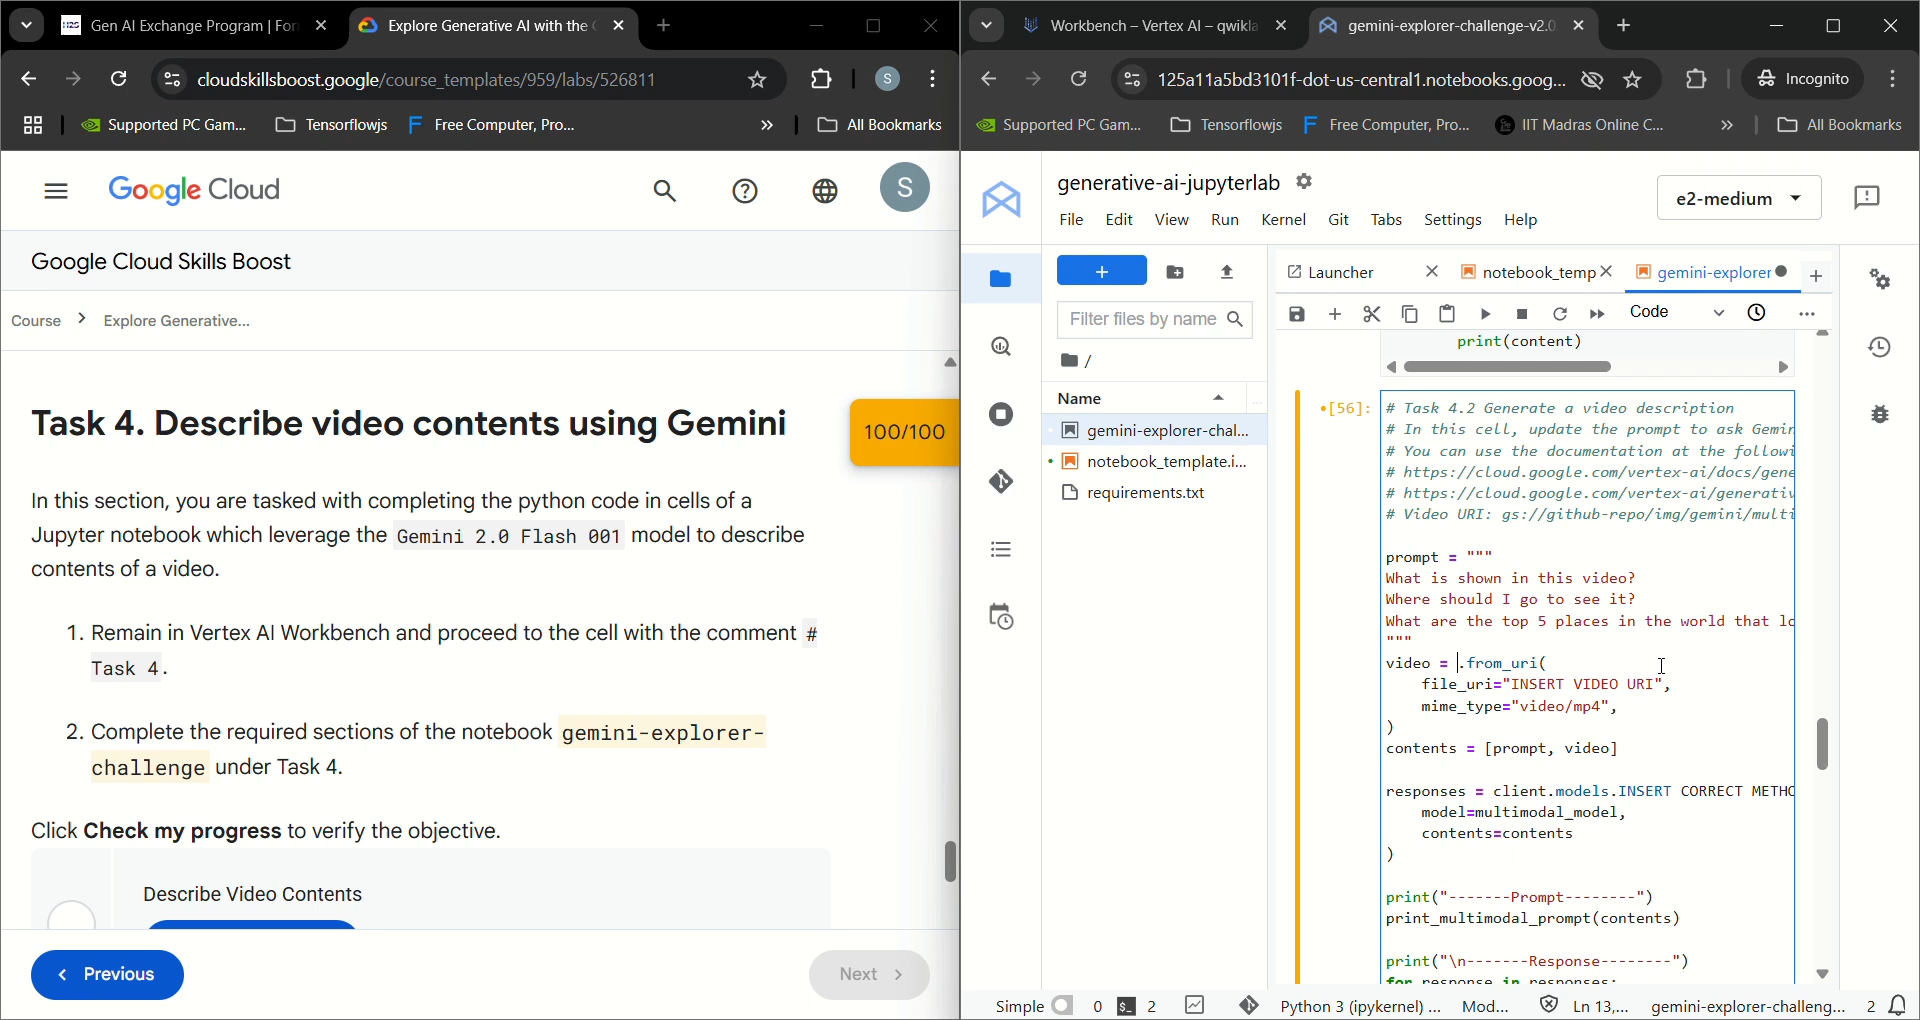 Gen AI Exchange Program | For
Explore Generative AI with the
cloudskillsboost.google/course_templates/959/labs/526811
S
Supported PC Gam...
Tensorflowjs
Free Computer, Pro...
All Bookmarks
Google Cloud
S
Google Cloud Skills Boost
Course > Explore Generative...
Task 4. Describe video contents using Gemini
100/100
In this section, you are tasked with completing the python code in cells of a
Jupyter notebook which leverage the Gemini 2.0 Flash 001 model to describe
contents of a video.
1. Remain in Vertex AI Workbench and proceed to the cell with the comment #
Task 4.
2. Complete the required sections of the notebook gemini-explorer-
challenge under Task 4.
Click Check my progress to verify the objective.
Describe Video Contents
Previous
Next
Workbench – Vertex AI – qwikla
gemini-explorer-challenge-v2.0
125a11a5bd3101f-dot-us-central1.notebooks.goog...
Incognito
Supported PC Gam...
Tensorflowjs
Free Computer, Pro...
IIT Madras Online C...
All Bookmarks
generative-ai-jupyterlab
e2-medium
File Edit View Run Kernel Git Tabs Settings Help
Launcher
notebook_temp
gemini-explorer
Filter files by name
Code
/
Name
gemini-explorer-chal...
notebook_template.i...
requirements.txt
print(content)
[56]:
# Task 4.2 Generate a video description
# In this cell, update the prompt to ask Gemin
# You can use the documentation at the followi
# https://cloud.google.com/vertex-ai/docs/gene
# https://cloud.google.com/vertex-ai/generativ
# Video URI: gs://github-repo/img/gemini/multi
prompt = """
What is shown in this video?
Where should I go to see it?
What are the top 5 places in the world that lo
"""
video = .from_uri(
file_uri="INSERT VIDEO URI",
mime_type="video/mp4",
)
contents = [prompt, video]
responses = client.models.INSERT CORRECT METHO
model=multimodal_model,
contents=contents
)
print("-------Prompt--------")
print_multimodal_prompt(contents)
print("\n-------Response--------")
for response in responses:
Simple 0 2 Python 3 (ipykernel) ... Mod... Ln 13,... gemini-explorer-challeng... 2